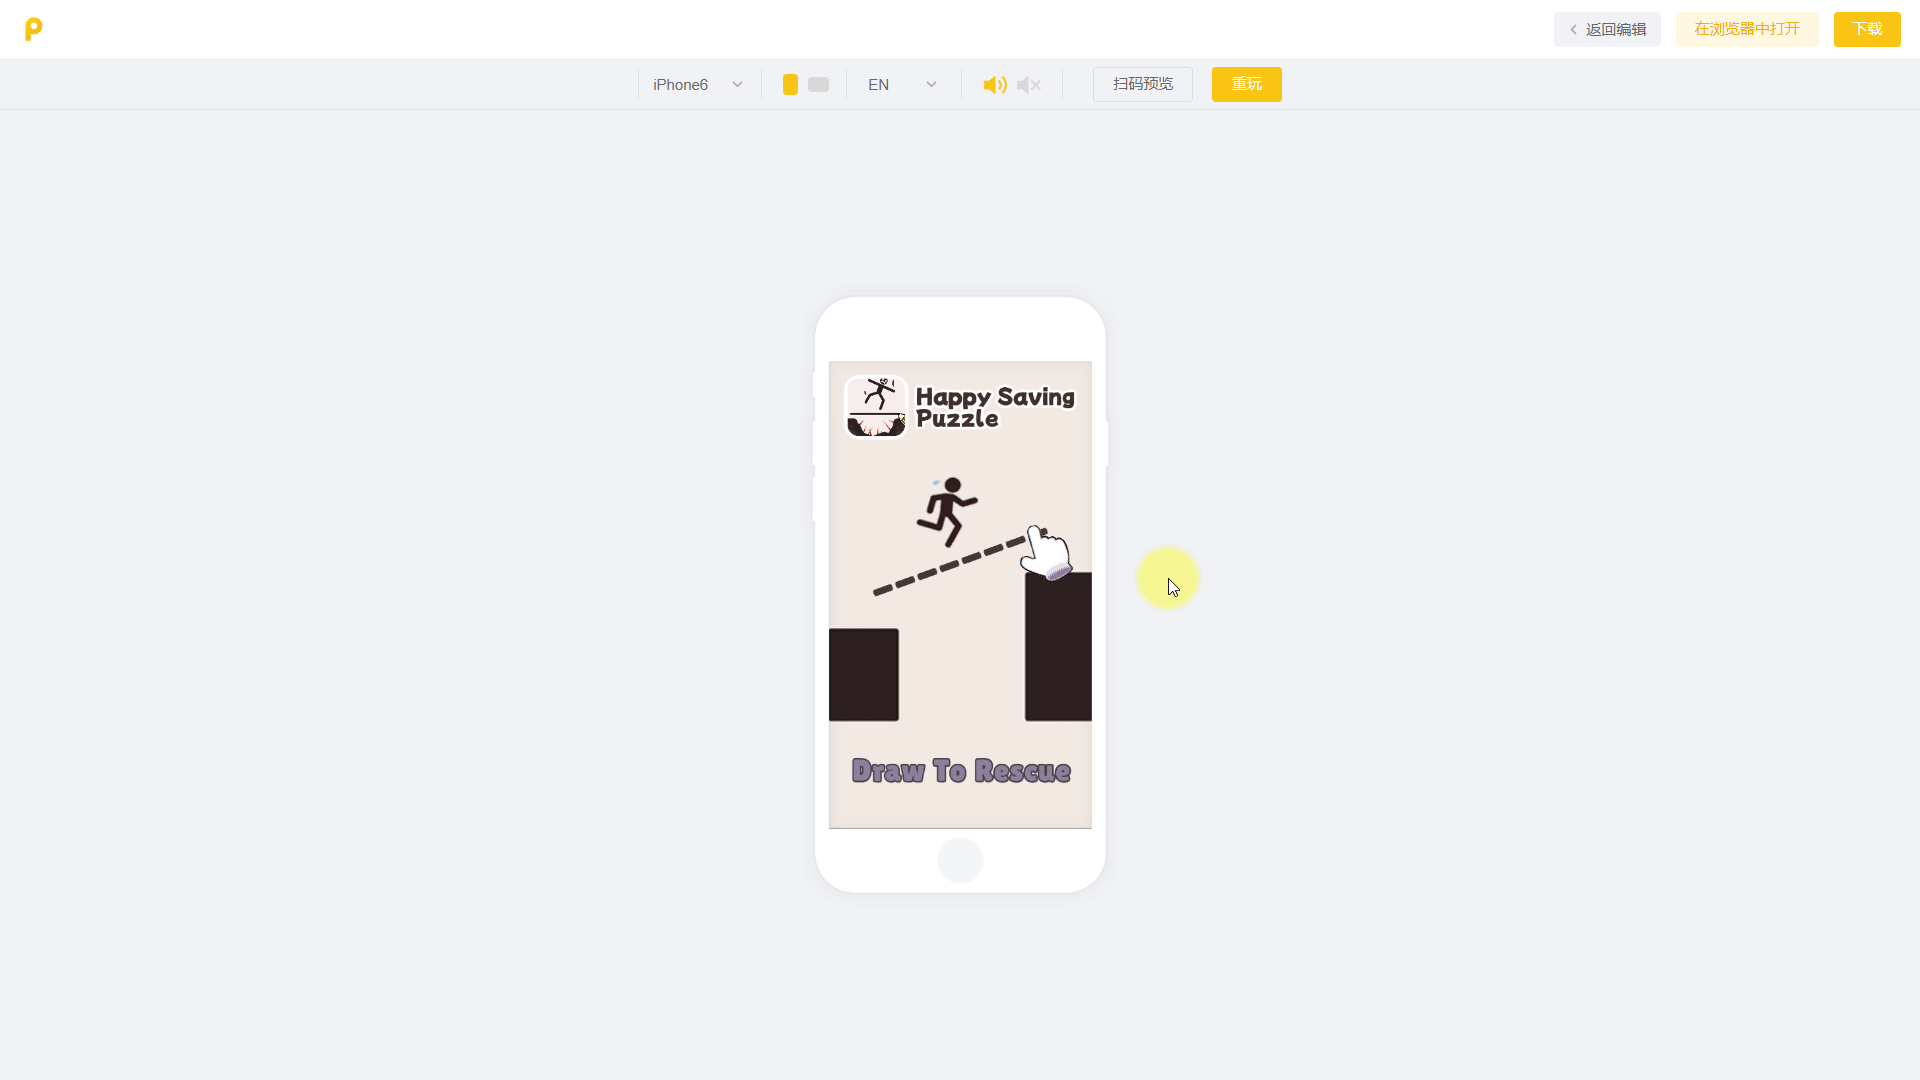 返回编辑
在浏览器中打开
下载
iPhone6
EN
扫码预览
重玩
Happy Saving
Puzzle
Draw To Rescue